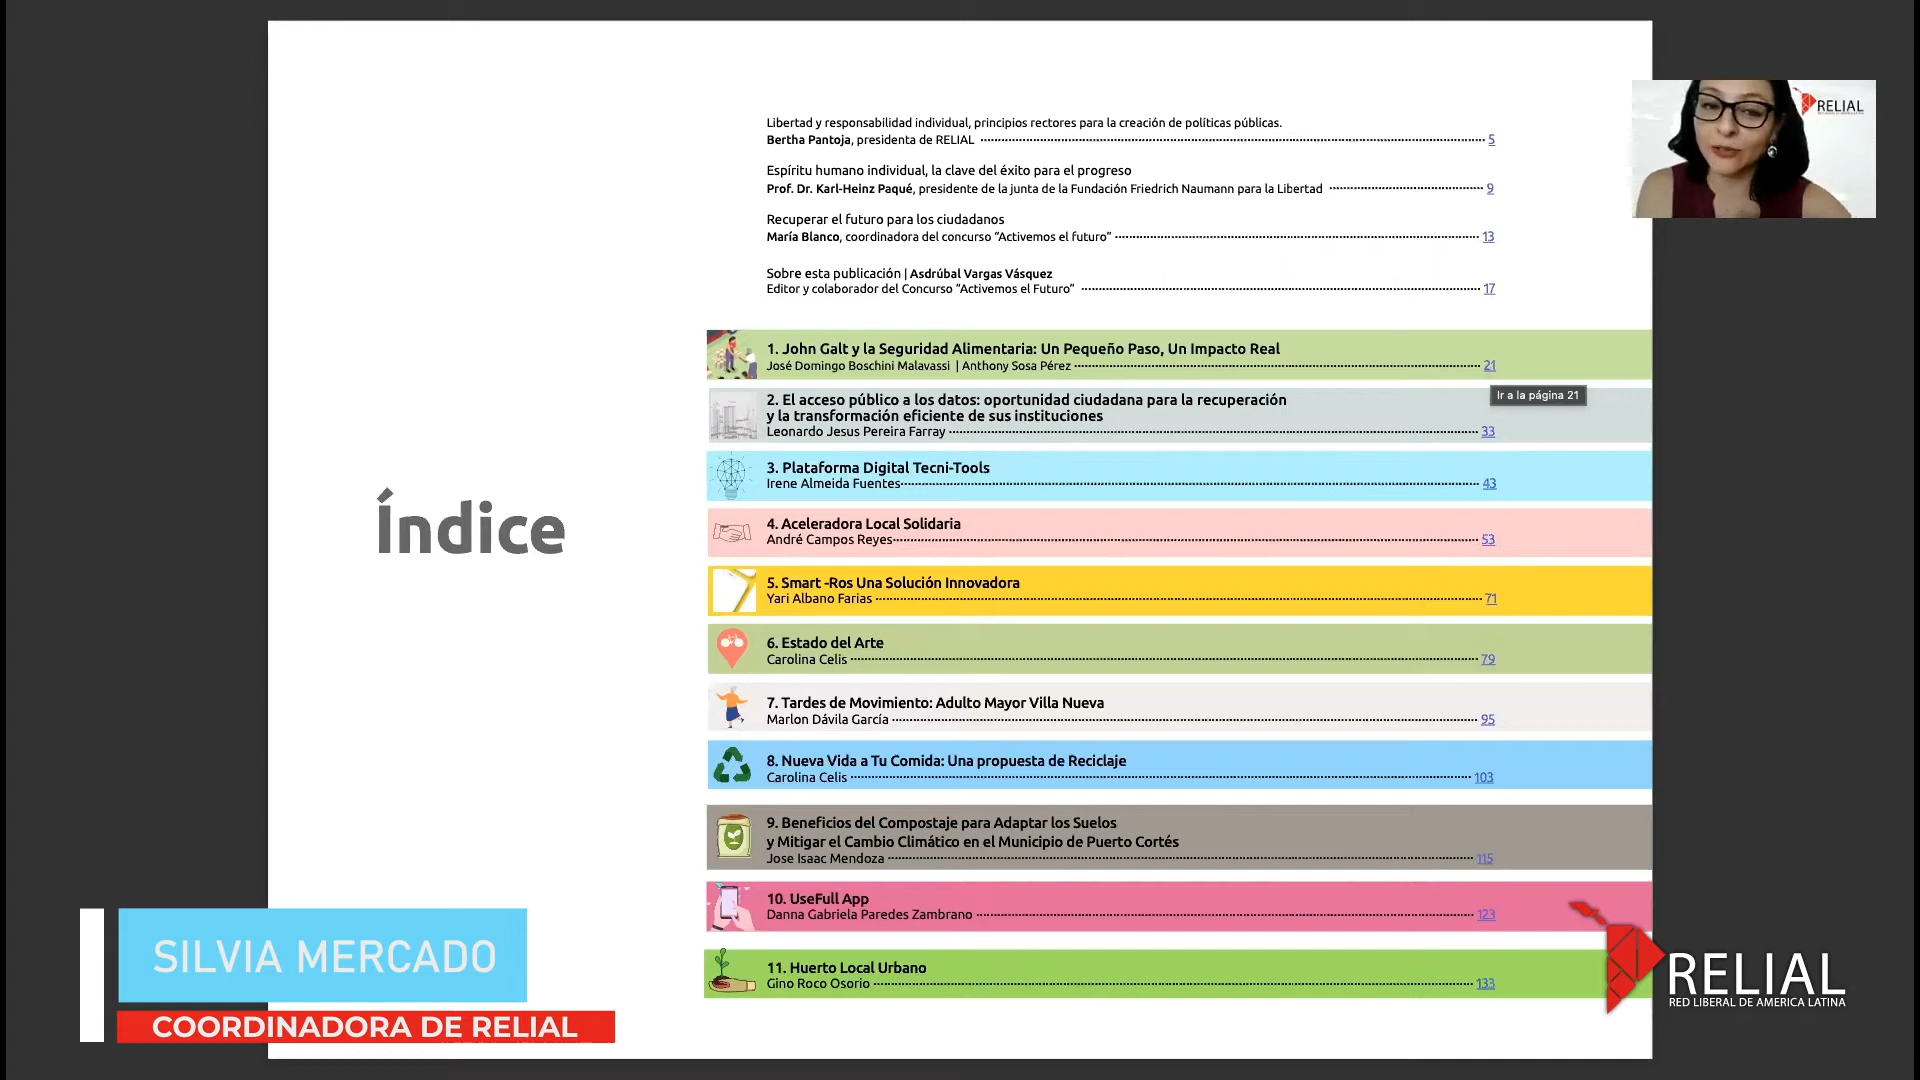 Libertad y responsabilidad individual, principios rectores para la creación de políticas públicas.
Bertha Pantoja, presidenta de RELIAL 5
Espíritu humano individual, la clave del éxito para el progreso
Prof. Dr. Karl-Heinz Paqué, presidente de la junta de la Fundación Friedrich Naumann para la Libertad 9
Recuperar el futuro para los ciudadanos
María Blanco, coordinadora del concurso “Activemos el futuro” 13
Sobre esta publicación | Asdrúbal Vargas Vásquez
Editor y colaborador del Concurso “Activemos el Futuro” 17
Índice
1. John Galt y la Seguridad Alimentaria: Un Pequeño Paso, Un Impacto Real
José Domingo Boschini Malavassi | Anthony Sosa Pérez 21
Ir a la página 21
2. El acceso público a los datos: oportunidad ciudadana para la recuperación
y la transformación eficiente de sus instituciones
Leonardo Jesus Pereira Farray 33
3. Plataforma Digital Tecni-Tools
Irene Almeida Fuentes 43
4. Aceleradora Local Solidaria
André Campos Reyes 53
5. Smart -Ros Una Solución Innovadora
Yari Albano Farias 71
6. Estado del Arte
Carolina Celis 79
7. Tardes de Movimiento: Adulto Mayor Villa Nueva
Marlon Dávila García 95
8. Nueva Vida a Tu Comida: Una propuesta de Reciclaje
Carolina Celis 103
9. Beneficios del Compostaje para Adaptar los Suelos
y Mitigar el Cambio Climático en el Municipio de Puerto Cortés
Jose Isaac Mendoza 115
10. UseFull App
Danna Gabriela Paredes Zambrano 123
11. Huerto Local Urbano
Gino Roco Osorio 133
RELIAL
SILVIA MERCADO
COORDINADORA DE RELIAL
RELIAL
RED LIBERAL DE AMERICA LATINA